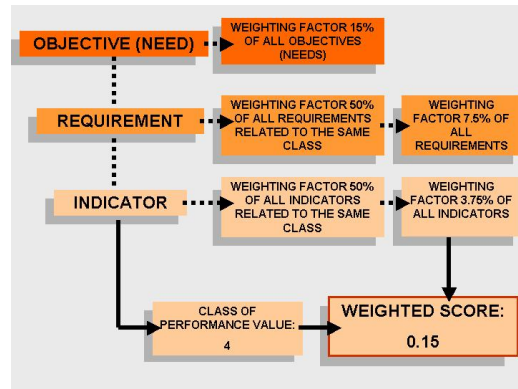 OBJECTIVE (NEED)
WEIGHTING FACTOR 15%
OF ALL OBJECTIVES
(NEEDS)
REQUIREMENT
WEIGHTING FACTOR 50%
OF ALL REQUIREMENTS
RELATED TO THE SAME
CLASS
WEIGHTING
FACTOR 7.5% OF
ALL
REQUIREMENTS
INDICATOR
WEIGHTING FACTOR 50%
OF ALL INDICATORS
RELATED TO THE SAME
CLASS
WEIGHTING
FACTOR 3.75% OF
ALL INDICATORS
CLASS OF
PERFORMANCE VALUE:
4
WEIGHTED SCORE:
0.15